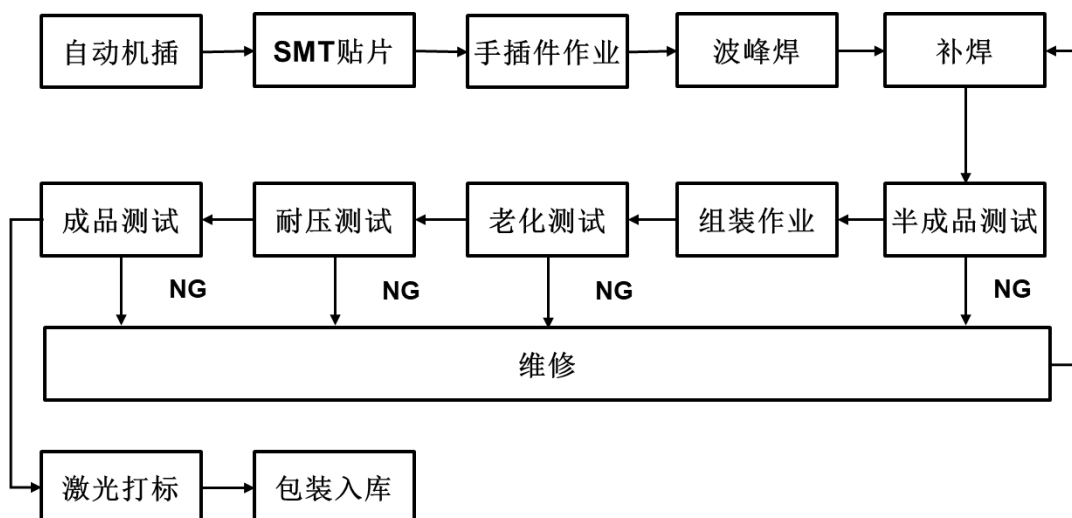 自动机插
SMT贴片
手插件作业
波峰焊
补焊
成品测试
耐压测试
老化测试
组装作业
半成品测试
NG
NG
NG
NG
维修
激光打标
包装入库